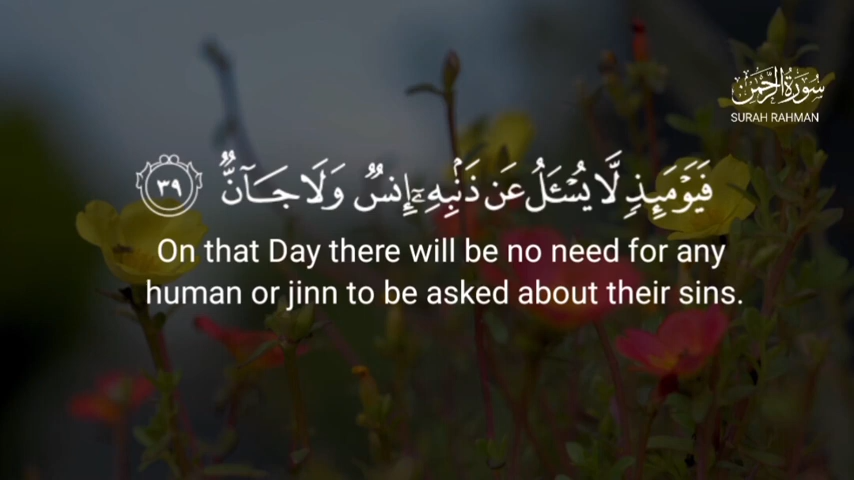 سُورَةُ الرَّحْمَٰن
SURAH RAHMAN
فَيَوْمَئِذٍ لَّا يُسْـَٔلُ عَن ذَنۢبِهِۦٓ إِنسٌ وَلَا جَآنٌّ ٣٩
On that Day there will be no need for any
human or jinn to be asked about their sins.